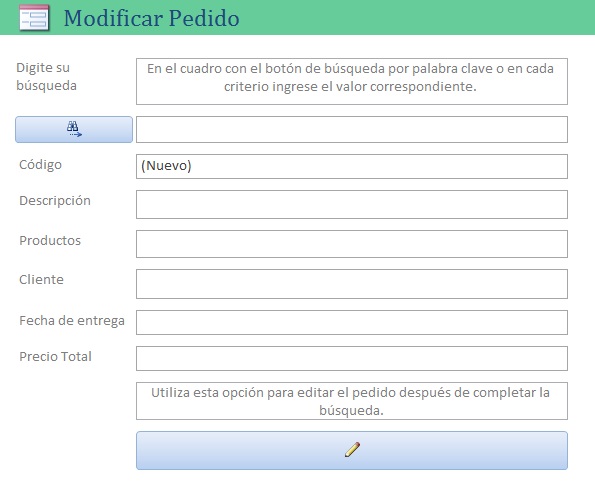 Modificar Pedido
Digite su
búsqueda
En el cuadro con el botón de búsqueda por palabra clave o en cada
criterio ingrese el valor correspondiente.
Código
(Nuevo)
Descripción
Productos
Cliente
Fecha de entrega
Precio Total
Utiliza esta opción para editar el pedido después de completar la
búsqueda.